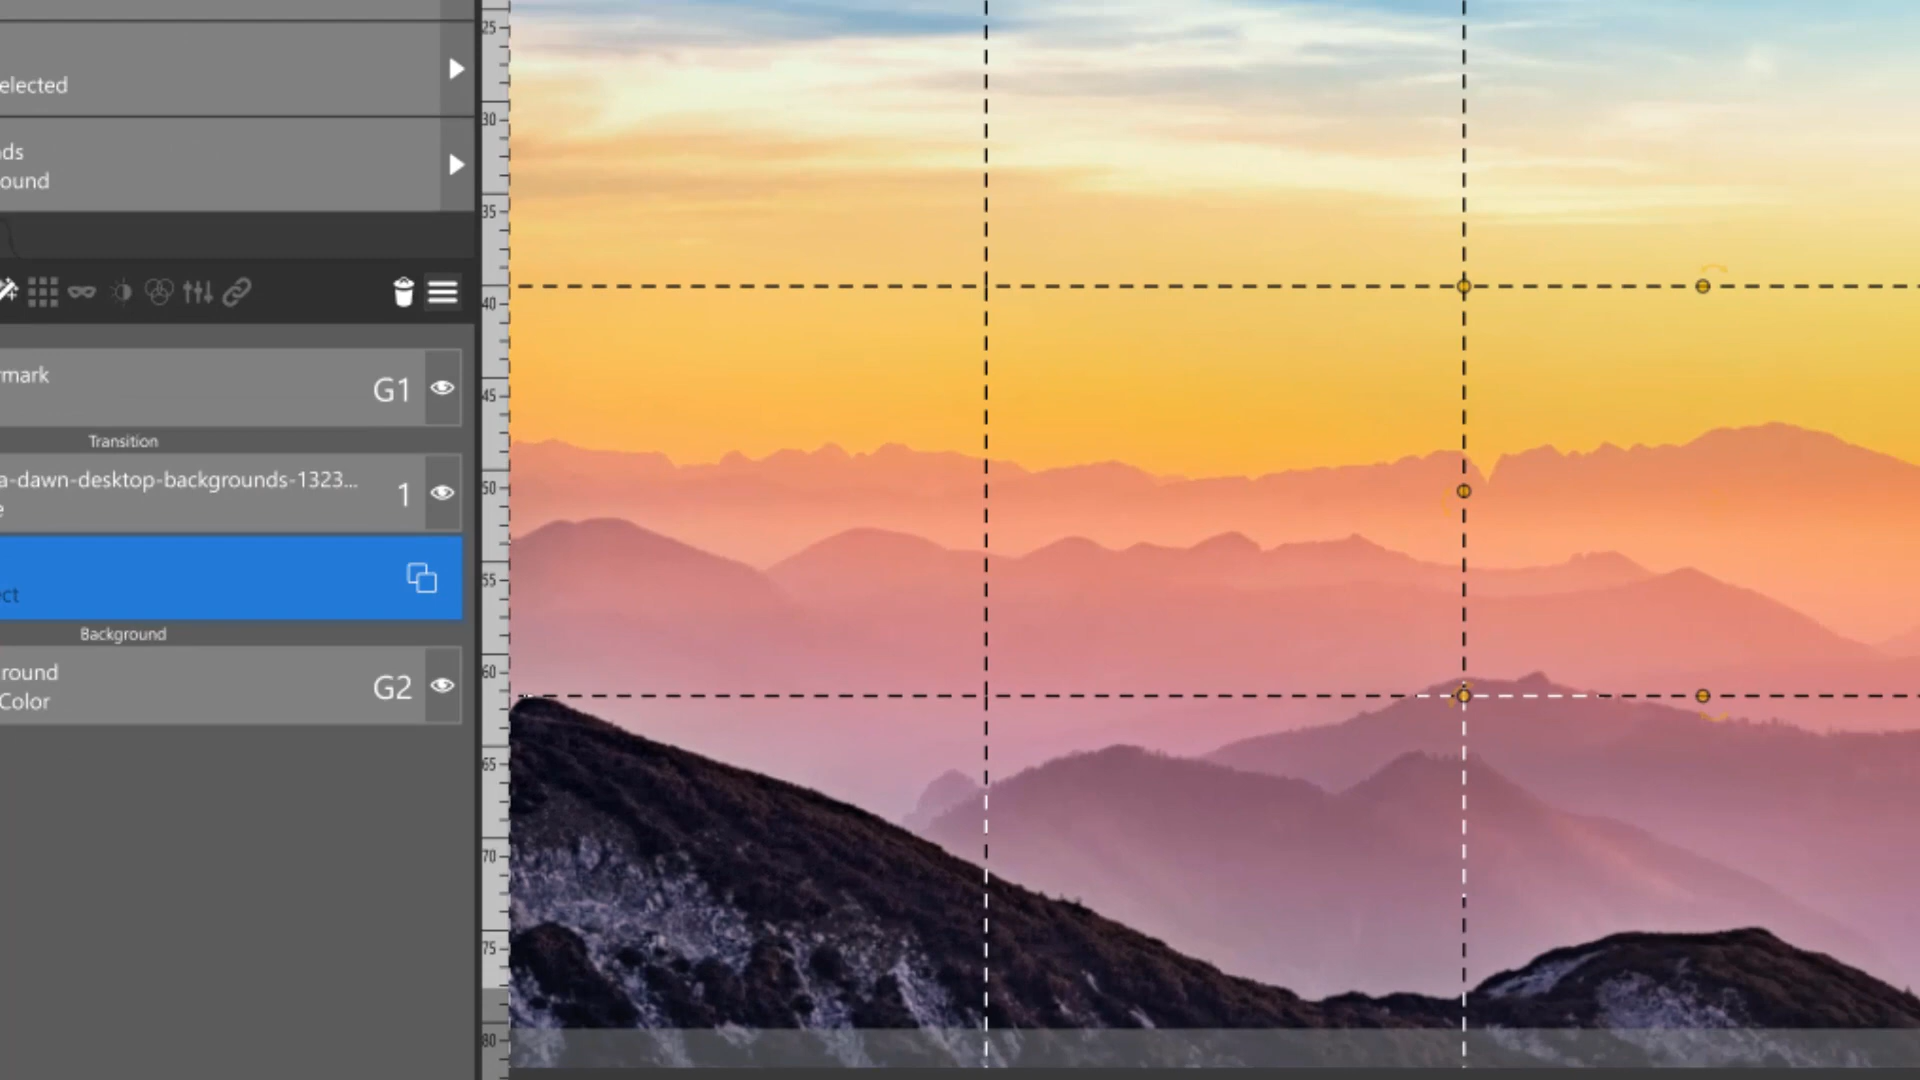 elected
ds
ound
mark
G1
Transition
a-dawn-desktop-backgrounds-1323...
e
1
ect
Background
round
Color
G2
25
30
35
40
45
50
55
60
65
70
75
80